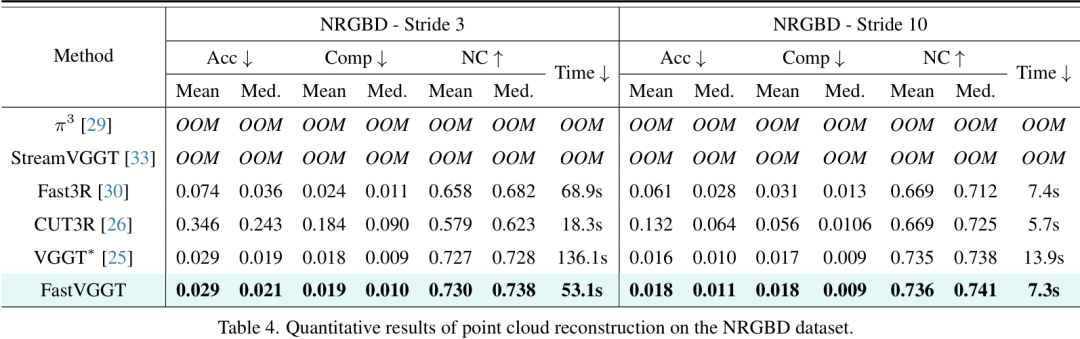 Method NRGBD - Stride 3 NRGBD - Stride 10
Acc ↓ Comp ↓ NC ↑ Time ↓ Acc ↓ Comp ↓ NC ↑ Time ↓
Mean Med. Mean Med. Mean Med. Mean Med. Mean Med. Mean Med.
π³ [29] OOM OOM OOM OOM OOM OOM OOM OOM OOM OOM OOM OOM OOM OOM
StreamVGGT [33] OOM OOM OOM OOM OOM OOM OOM OOM OOM OOM OOM OOM OOM OOM
Fast3R [30] 0.074 0.036 0.024 0.011 0.658 0.682 68.9s 0.061 0.028 0.031 0.013 0.669 0.712 7.4s
CUT3R [26] 0.346 0.243 0.184 0.090 0.579 0.623 18.3s 0.132 0.064 0.056 0.0106 0.669 0.725 5.7s
VGGT* [25] 0.029 0.019 0.018 0.009 0.727 0.728 136.1s 0.016 0.010 0.017 0.009 0.735 0.738 13.9s
FastVGGT 0.029 0.021 0.019 0.010 0.730 0.738 53.1s 0.018 0.011 0.018 0.009 0.736 0.741 7.3s
Table 4. Quantitative results of point cloud reconstruction on the NRGBD dataset.